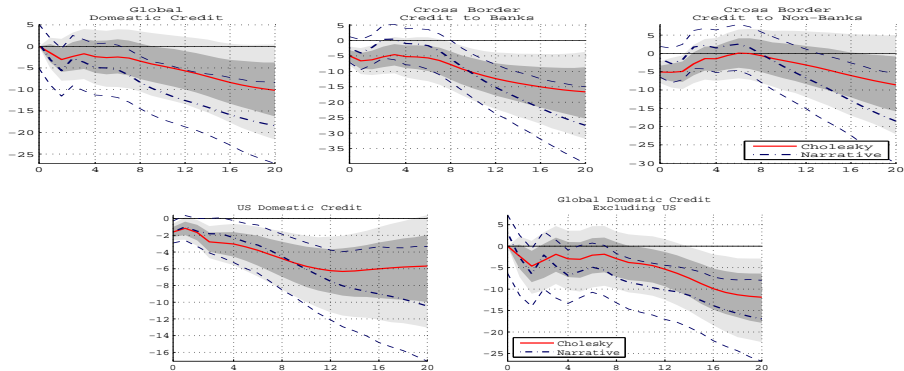 Global
Domestic Credit
5
0
-5
-10
-15
-20
-25
0 4 8 12 16 20
Cross Border
Credit to Banks
5
0
-5
-10
-15
-20
-25
-30
-35
0 4 8 12 16 20
Cross Border
Credit to Non-Banks
5
0
-5
-10
-15
-20
-25
-30
0 4 8 12 16 20
Cholesky
Narrative
US Domestic Credit
0
-2
-4
-6
-8
-10
-12
-14
-16
0 4 8 12 16 20
Global Domestic Credit
Excluding US
5
0
-5
-10
-15
-20
-25
0 4 8 12 16 20
Cholesky
Narrative